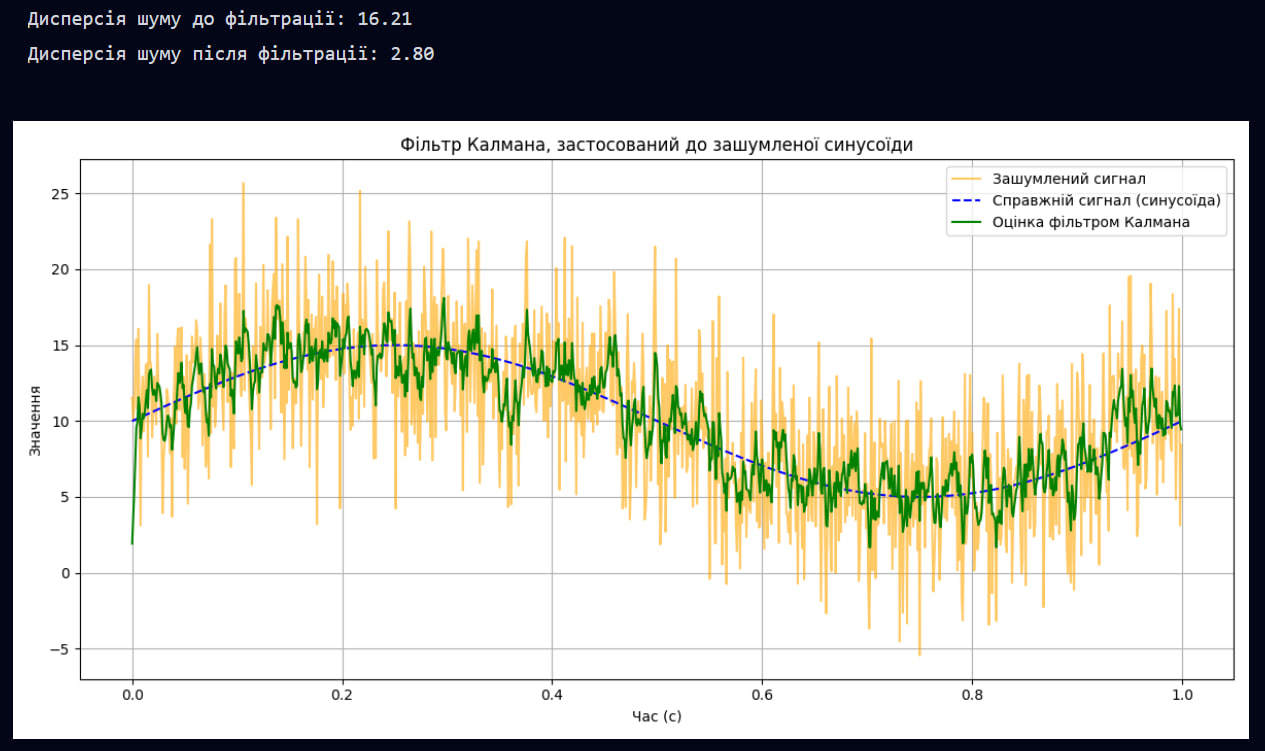 Дисперсія шуму до фільтрації: 16.21
Дисперсія шуму після фільтрації: 2.80
Фільтр Калмана, застосований до зашумленої синусоїди
Зашумлений сигнал
Справжній сигнал (синусоїда)
Оцінка фільтром Калмана
Значення
25
20
15
10
5
0
−5
0.0 0.2 0.4 0.6 0.8 1.0
Час (с)